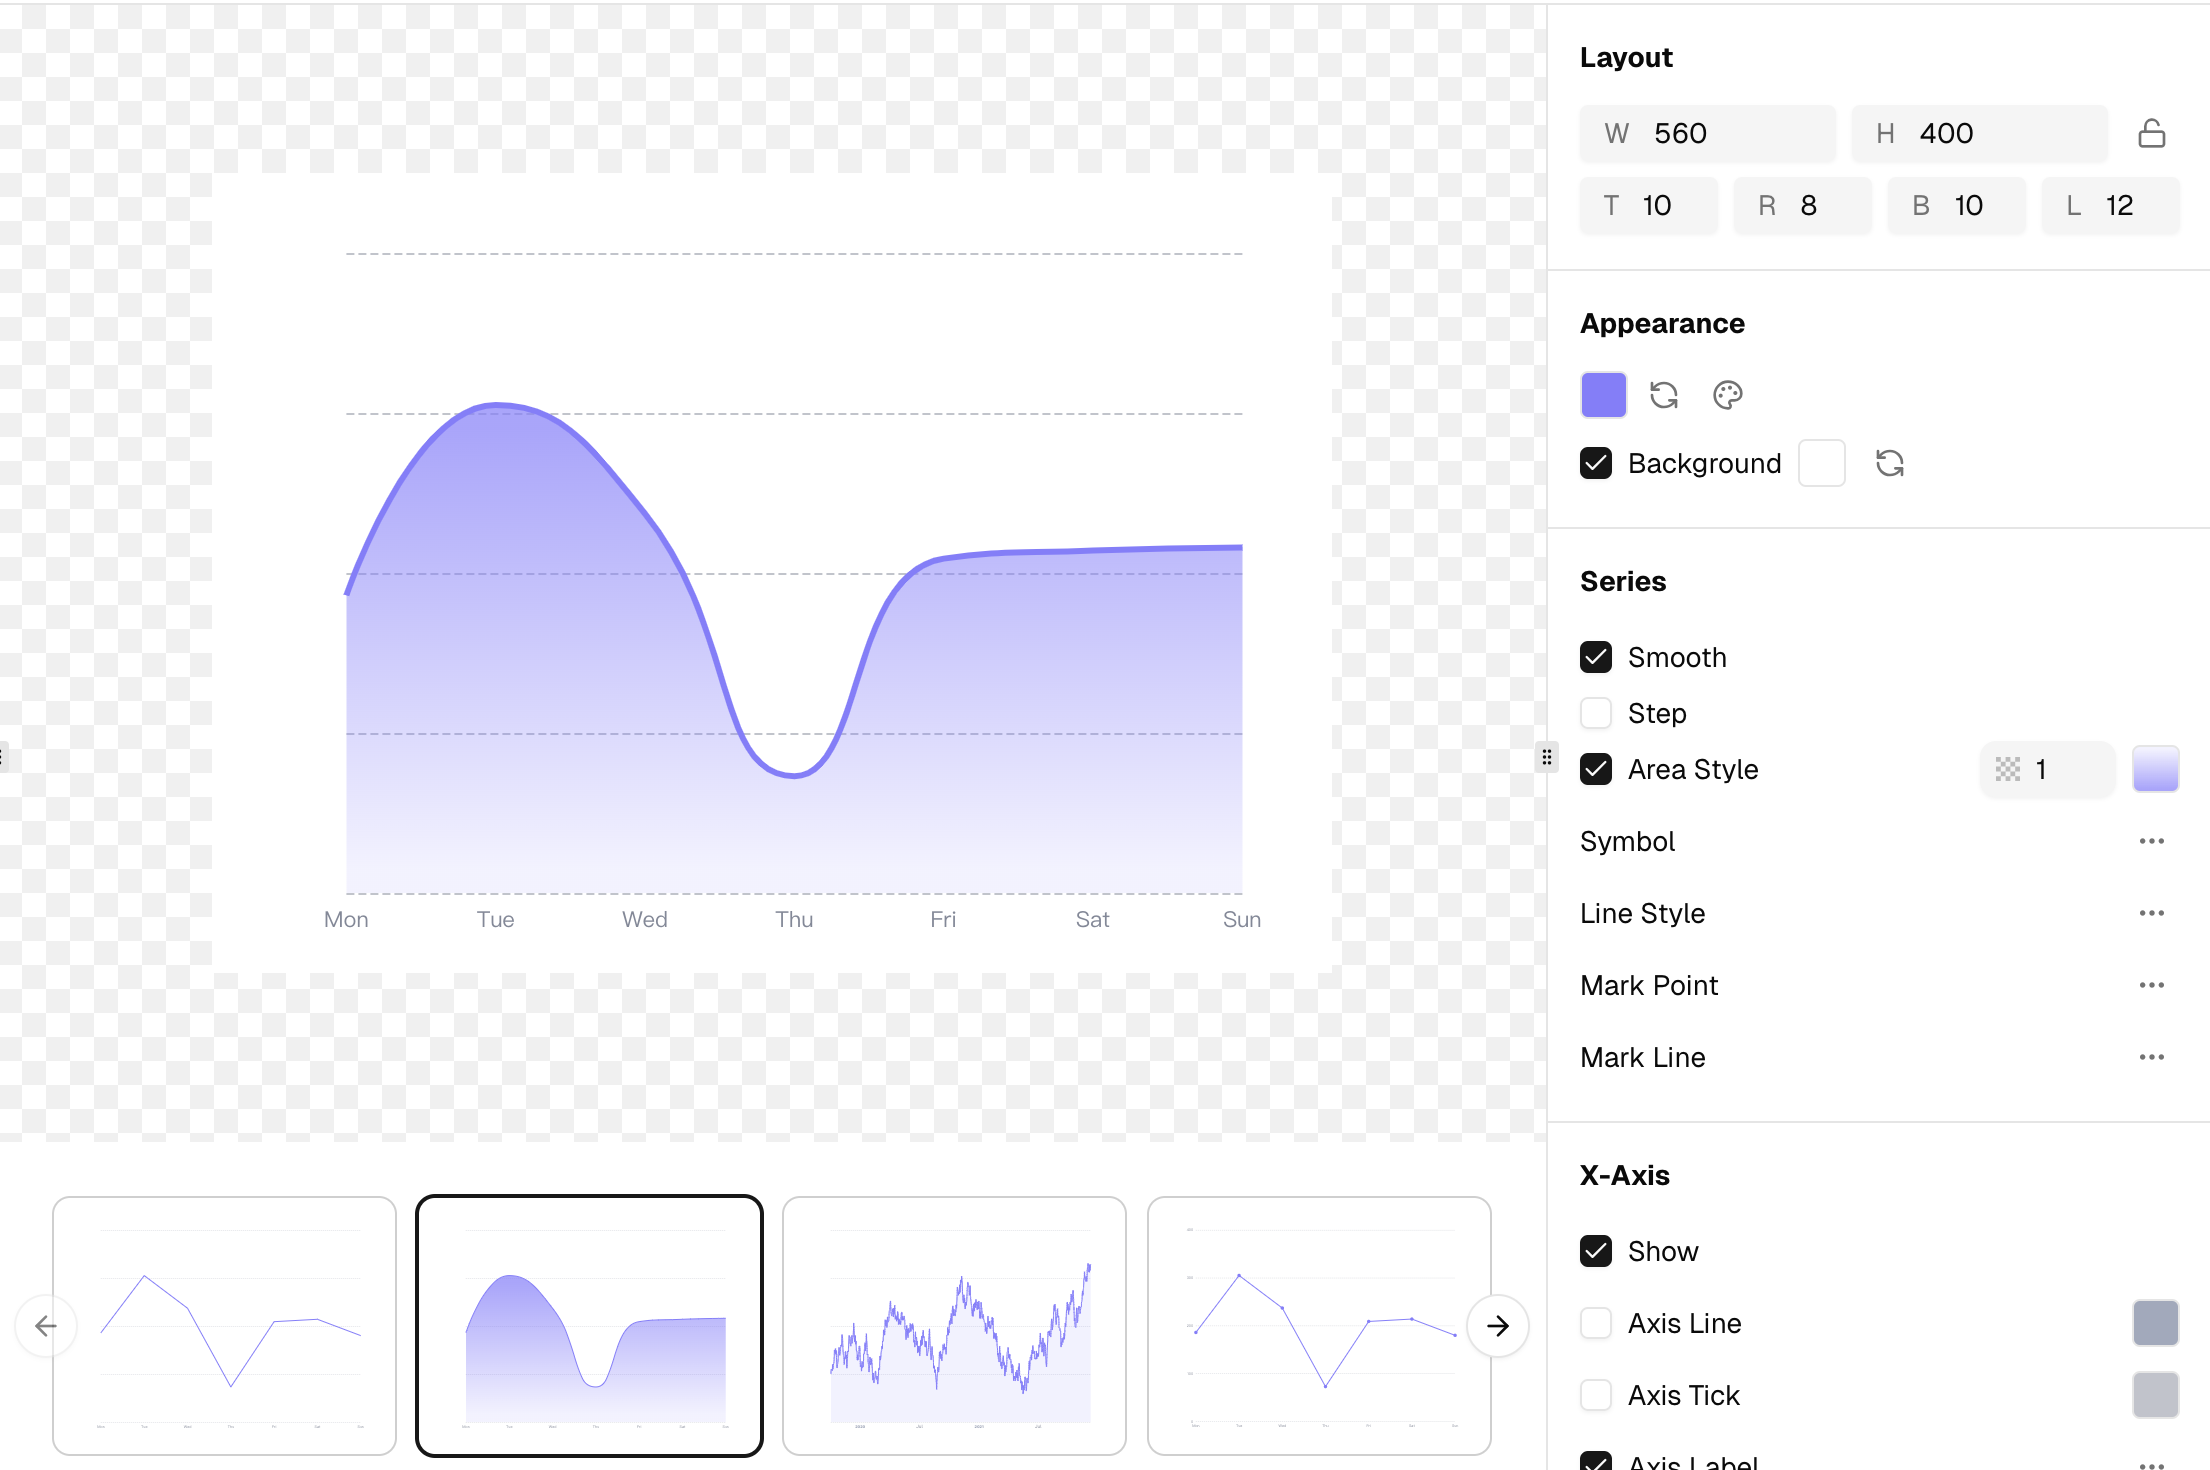 Layout
W 560 H 400
T 10 R 8 B 10 L 12
Appearance
Background
Series
Smooth
Step
Area Style 1
Symbol
Line Style
Mark Point
Mark Line
X-Axis
Show
Axis Line
Axis Tick
Axis Label
Mon Tue Wed Thu Fri Sat Sun